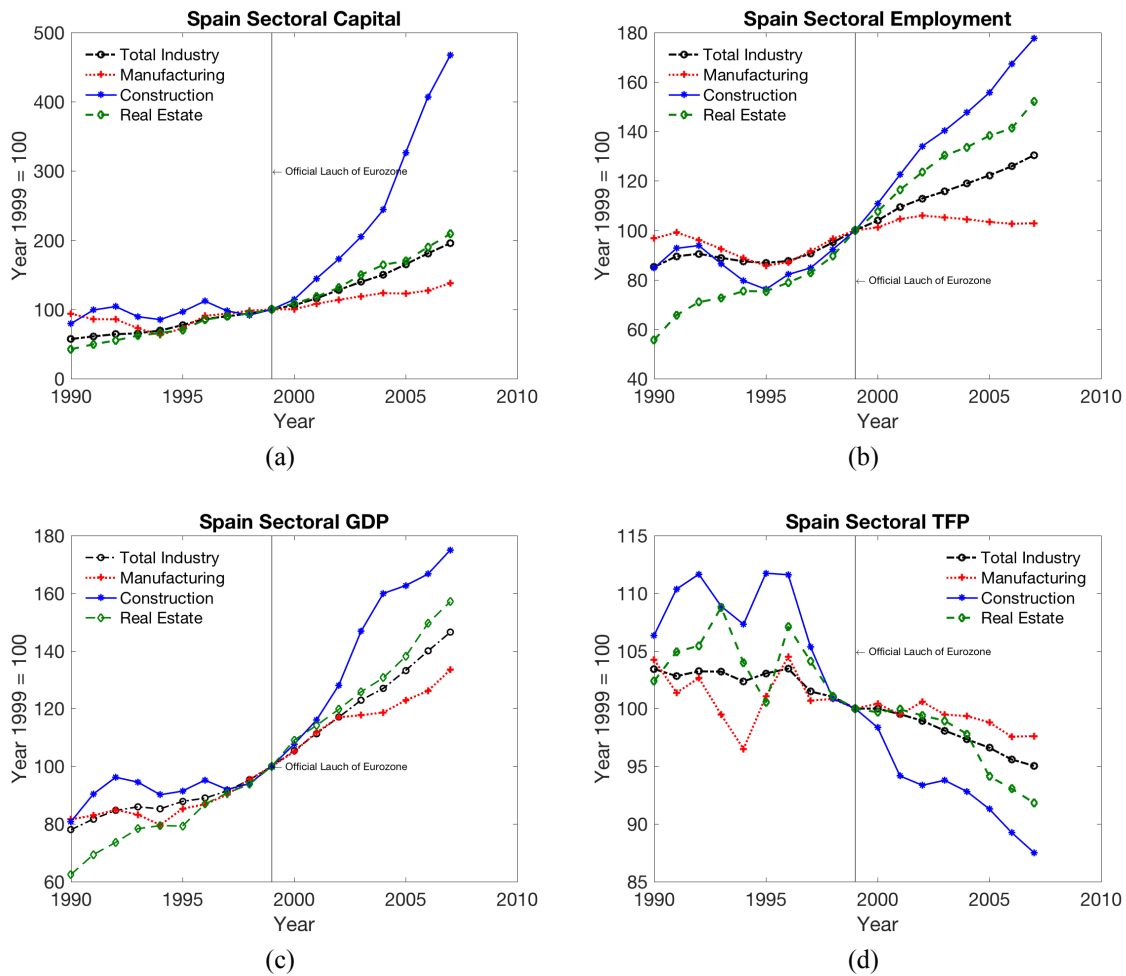 Spain Sectoral Capital
500
400
300
200
100
0
1990
1995
2000
2005
2010
Year 1999 = 100
Year
Total Industry
Manufacturing
Construction
Real Estate
← Official Lauch of Eurozone
(a)
Spain Sectoral Employment
180
160
140
120
100
80
60
40
1990
1995
2000
2005
2010
Year 1999 = 100
Year
Total Industry
Manufacturing
Construction
Real Estate
← Official Lauch of Eurozone
(b)
Spain Sectoral GDP
180
160
140
120
100
80
60
1990
1995
2000
2005
2010
Year 1999 = 100
Year
Total Industry
Manufacturing
Construction
Real Estate
← Official Lauch of Eurozone
(c)
Spain Sectoral TFP
115
110
105
100
95
90
85
1990
1995
2000
2005
2010
Year 1999 = 100
Year
Total Industry
Manufacturing
Construction
Real Estate
← Official Lauch of Eurozone
(d)